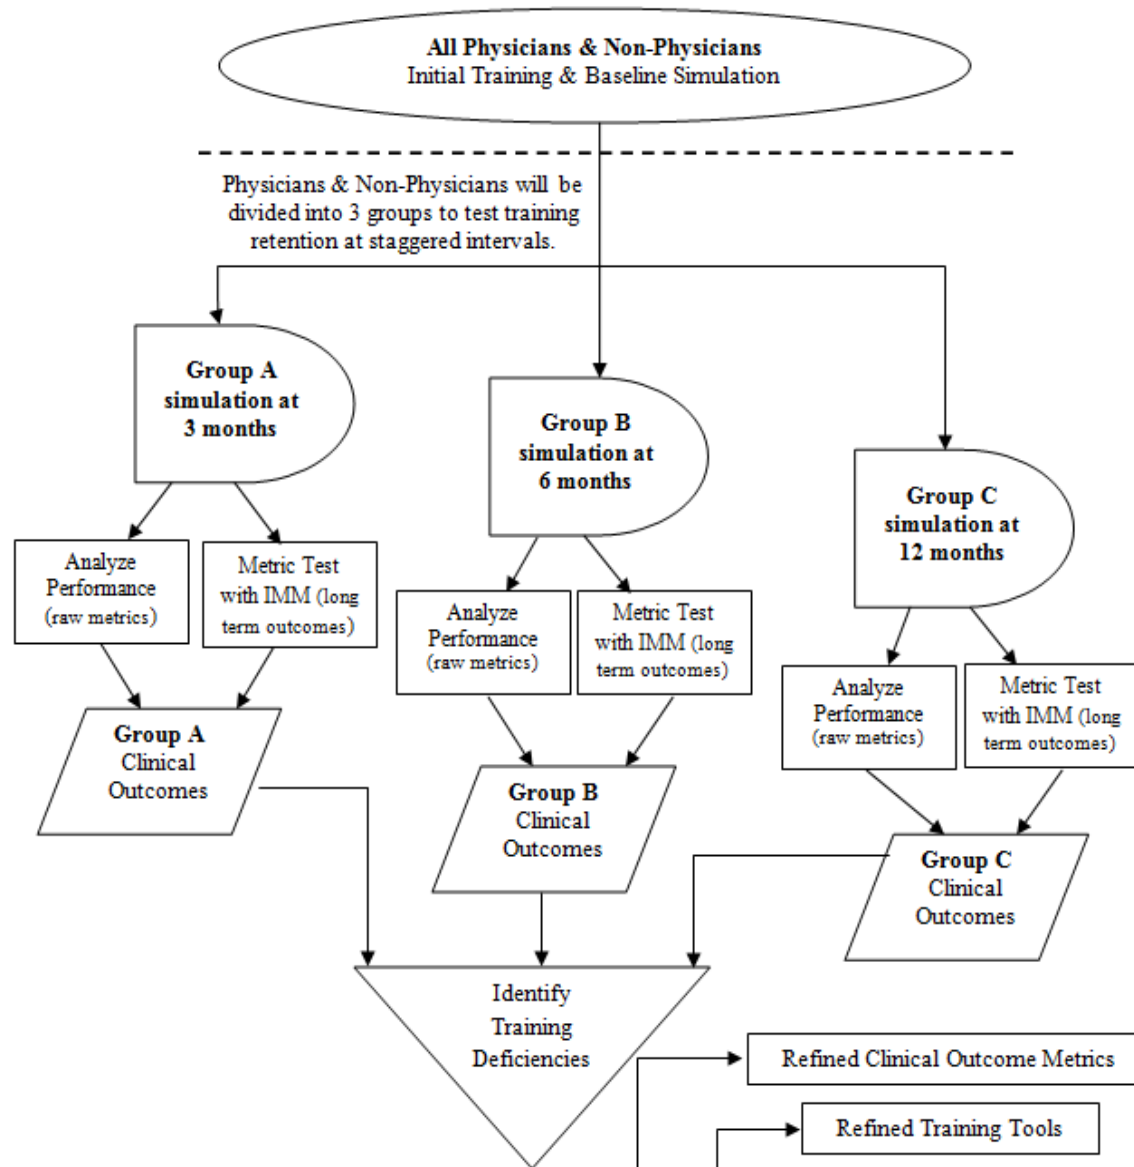 All Physicians & Non-Physicians
Initial Training & Baseline Simulation
Physicians & Non-Physicians will be
divided into 3 groups to test training
retention at staggered intervals.
Group A
simulation at
3 months
Group B
simulation at
6 months
Group C
simulation at
12 months
Analyze
Performance
(raw metrics)
Metric Test
with IMM (long
term outcomes)
Analyze
Performance
(raw metrics)
Metric Test
with IMM (long
term outcomes)
Analyze
Performance
(raw metrics)
Metric Test
with IMM (long
term outcomes)
Group A
Clinical
Outcomes
Group B
Clinical
Outcomes
Group C
Clinical
Outcomes
Identify
Training
Deficiencies
Refined Clinical Outcome Metrics
Refined Training Tools